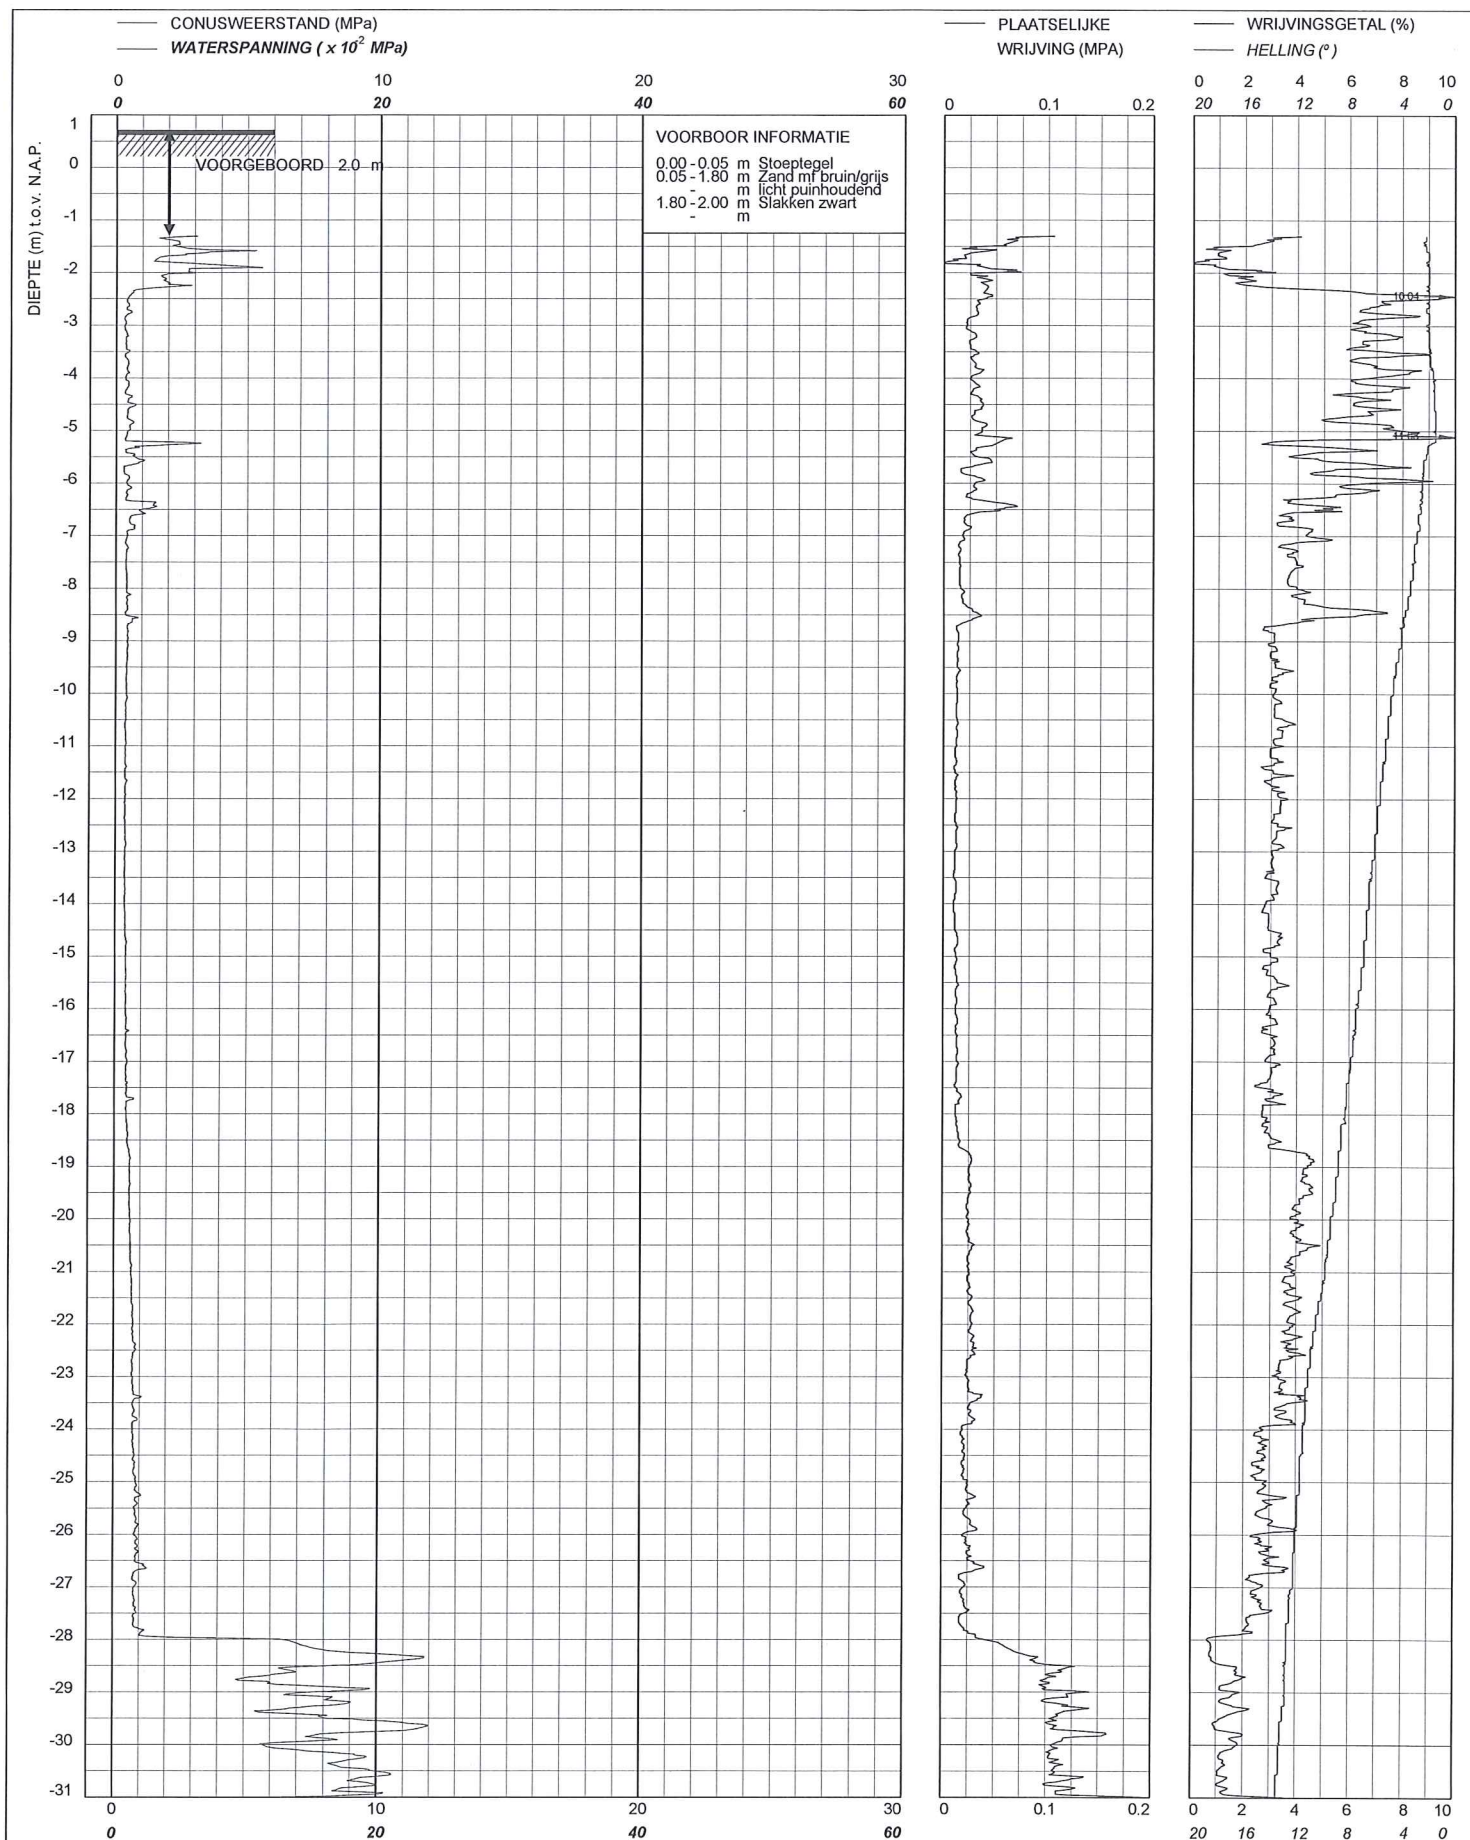 CONUSWEERSTAND (MPa)
WATERSPANNING ( x 10² MPa)
PLAATSELIJKE
WRIJVING (MPA)
WRIJVINGSGETAL (%)
HELLING (º)
0 10 20 30
0 20 40 60
0 0.1 0.2
0 2 4 6 8 10
20 16 12 8 4 0
DIEPTE (m) t.o.v. N.A.P.
1
0
-1
-2
-3
-4
-5
-6
-7
-8
-9
-10
-11
-12
-13
-14
-15
-16
-17
-18
-19
-20
-21
-22
-23
-24
-25
-26
-27
-28
-29
-30
-31
VOORGEBOORD 2.0 m
VOORBOOR INFORMATIE
0.00 - 0.05 m Stoeptegel
0.05 - 1.80 m Zand mf bruin/grijs
- m licht puinhoudend
1.80 - 2.00 m Slakken zwart
- m
10.04
0 10 20 30
0 20 40 60
0 0.1 0.2
0 2 4 6 8 10
20 16 12 8 4 0